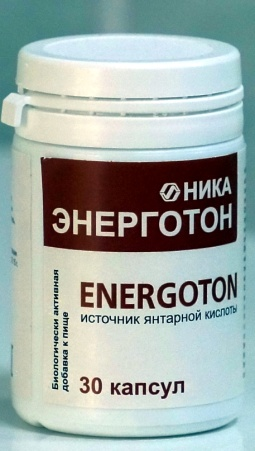 НИКА
ЭНЕРГОТОН
ENERGOTON
источник янтарной кислоты
Биологически активная
добавка к пище
30 капсул